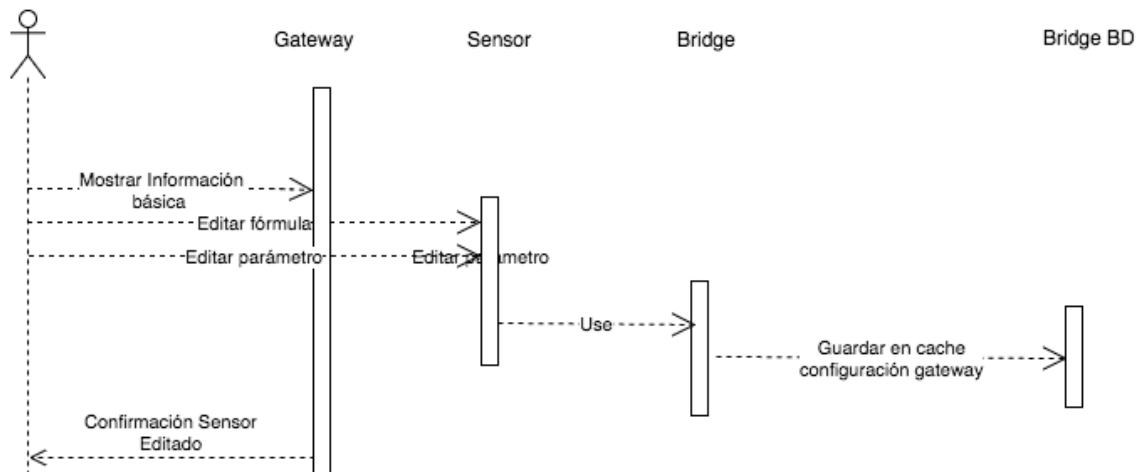 Gateway
Sensor
Bridge
Bridge BD
Mostrar Información
básica
Editar fórmula
Editar parámetro
Editar parámetro
Use
Guardar en cache
configuración gateway
Confirmación Sensor
Editado